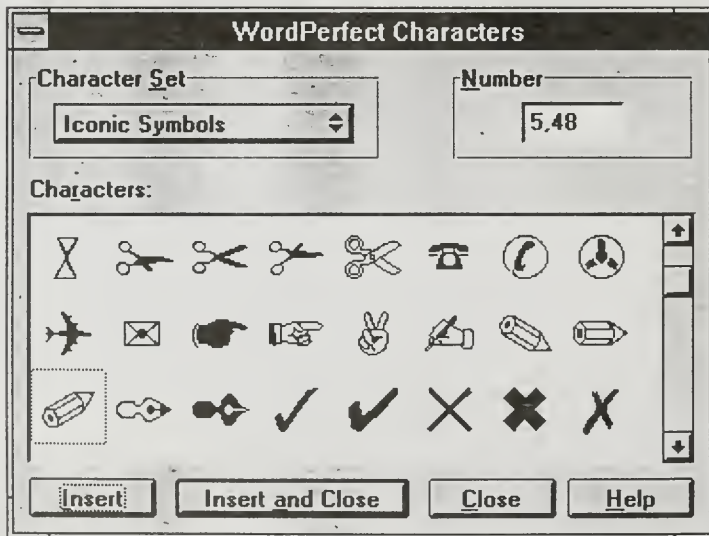 WordPerfect Characters
Character Set
Number
Iconic Symbols
5,48
Characters:
Insert
Insert and Close
Close
Help